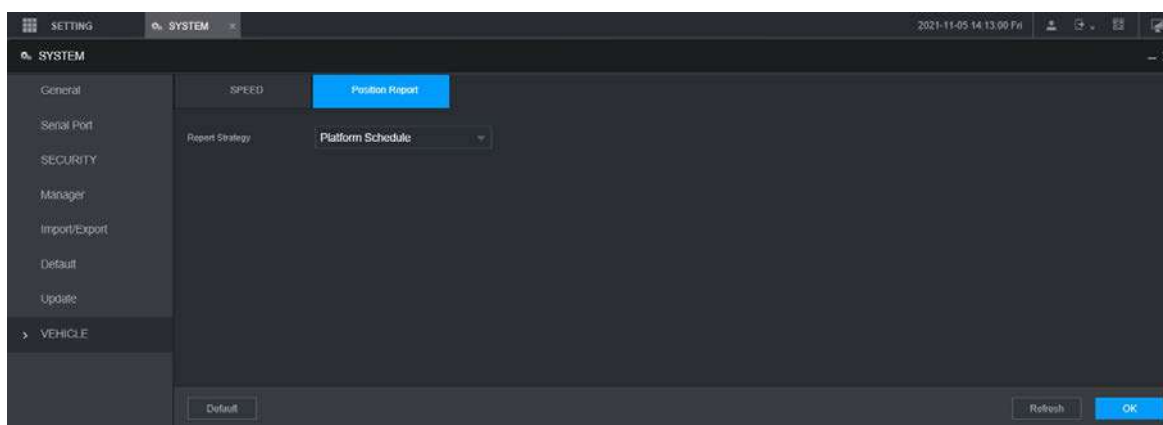 SETTING
SYSTEM ×
2021-11-05 14:13:00 Fri
SYSTEM
General
Serial Port
SECURITY
Manager
Import/Export
Default
Update
VEHICLE
SPEED
Position Report
Report Strategy
Platform Schedule
Default
Refresh
OK